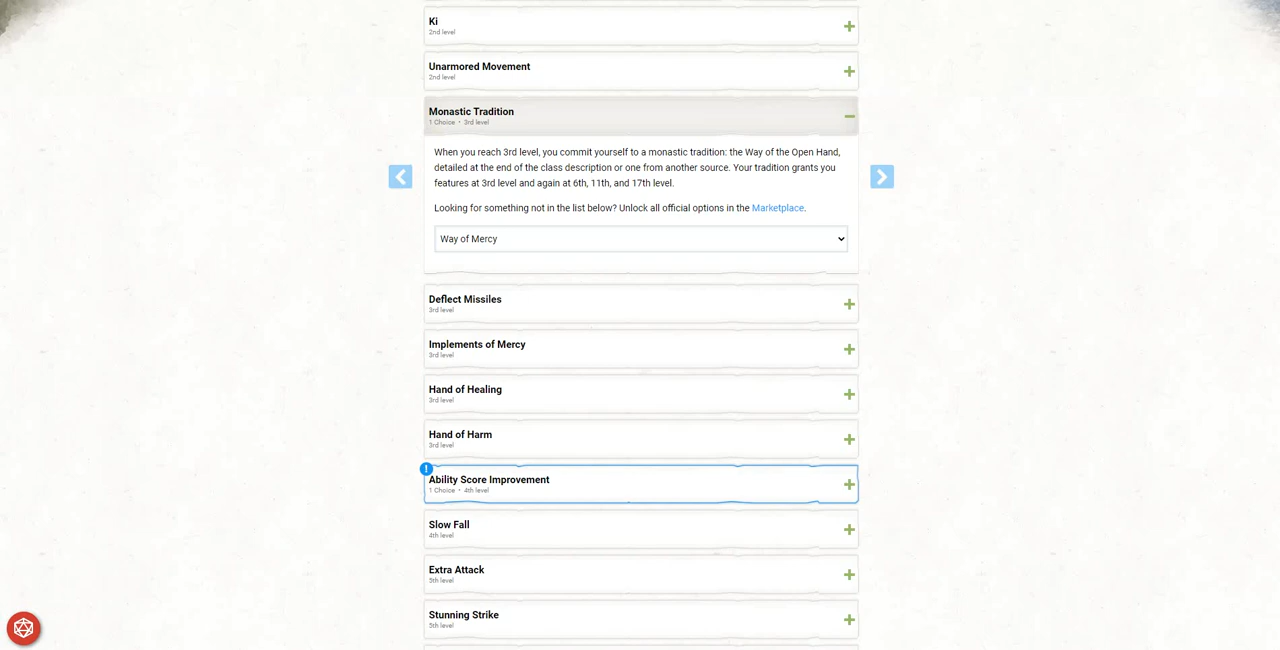 Ki
2nd level
Unarmored Movement
2nd level
Monastic Tradition
1 Choice • 3rd level
When you reach 3rd level, you commit yourself to a monastic tradition: the Way of the Open Hand,
detailed at the end of the class description or one from another source. Your tradition grants you
features at 3rd level and again at 6th, 11th, and 17th level.
Looking for something not in the list below? Unlock all official options in the Marketplace.
Way of Mercy
Deflect Missiles
3rd level
Implements of Mercy
3rd level
Hand of Healing
3rd level
Hand of Harm
3rd level
!
Ability Score Improvement
1 Choice • 4th level
Slow Fall
4th level
Extra Attack
5th level
Stunning Strike
5th level